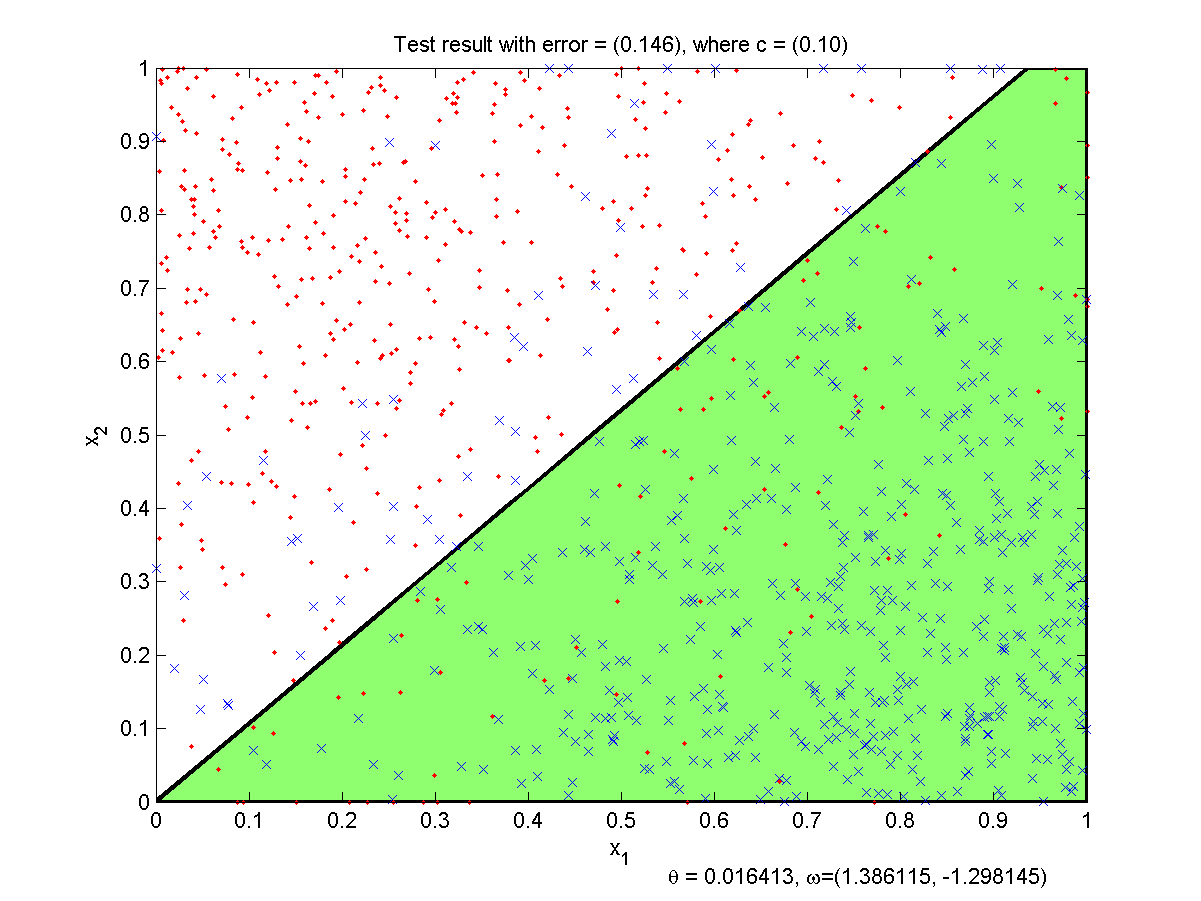 Test result with error = (0.146), where c = (0.10)
1
0.9
0.8
0.7
0.6
0.5
0.4
0.3
0.2
0.1
0
x2
0 0.1 0.2 0.3 0.4 0.5 0.6 0.7 0.8 0.9 1
x1
θ = 0.016413, ω=(1.386115, -1.298145)